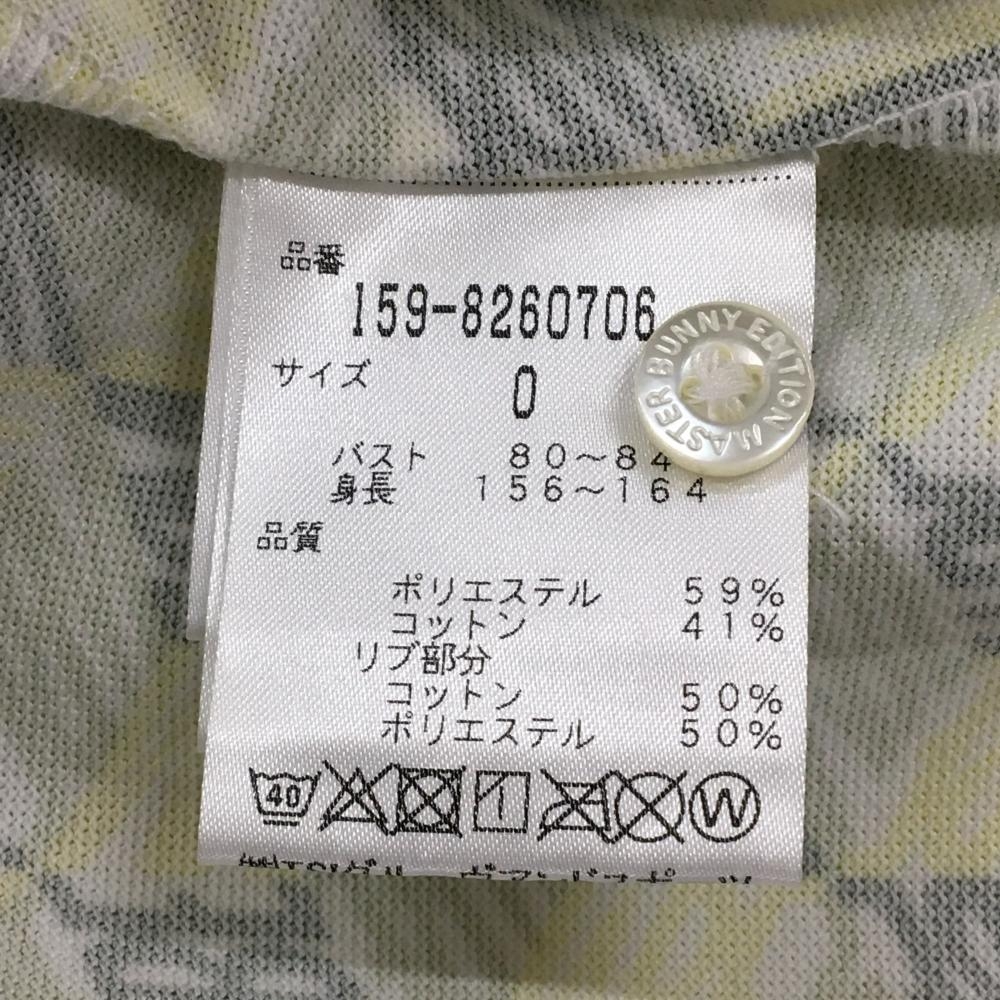 品番
159-8260706
サイズ
0
MASTER BUNNY EDITION
バスト 80～84
身長 156～164
品質
ポリエステル 59%
コットン 41%
リブ部分
コットン 50%
ポリエステル 50%
40
W